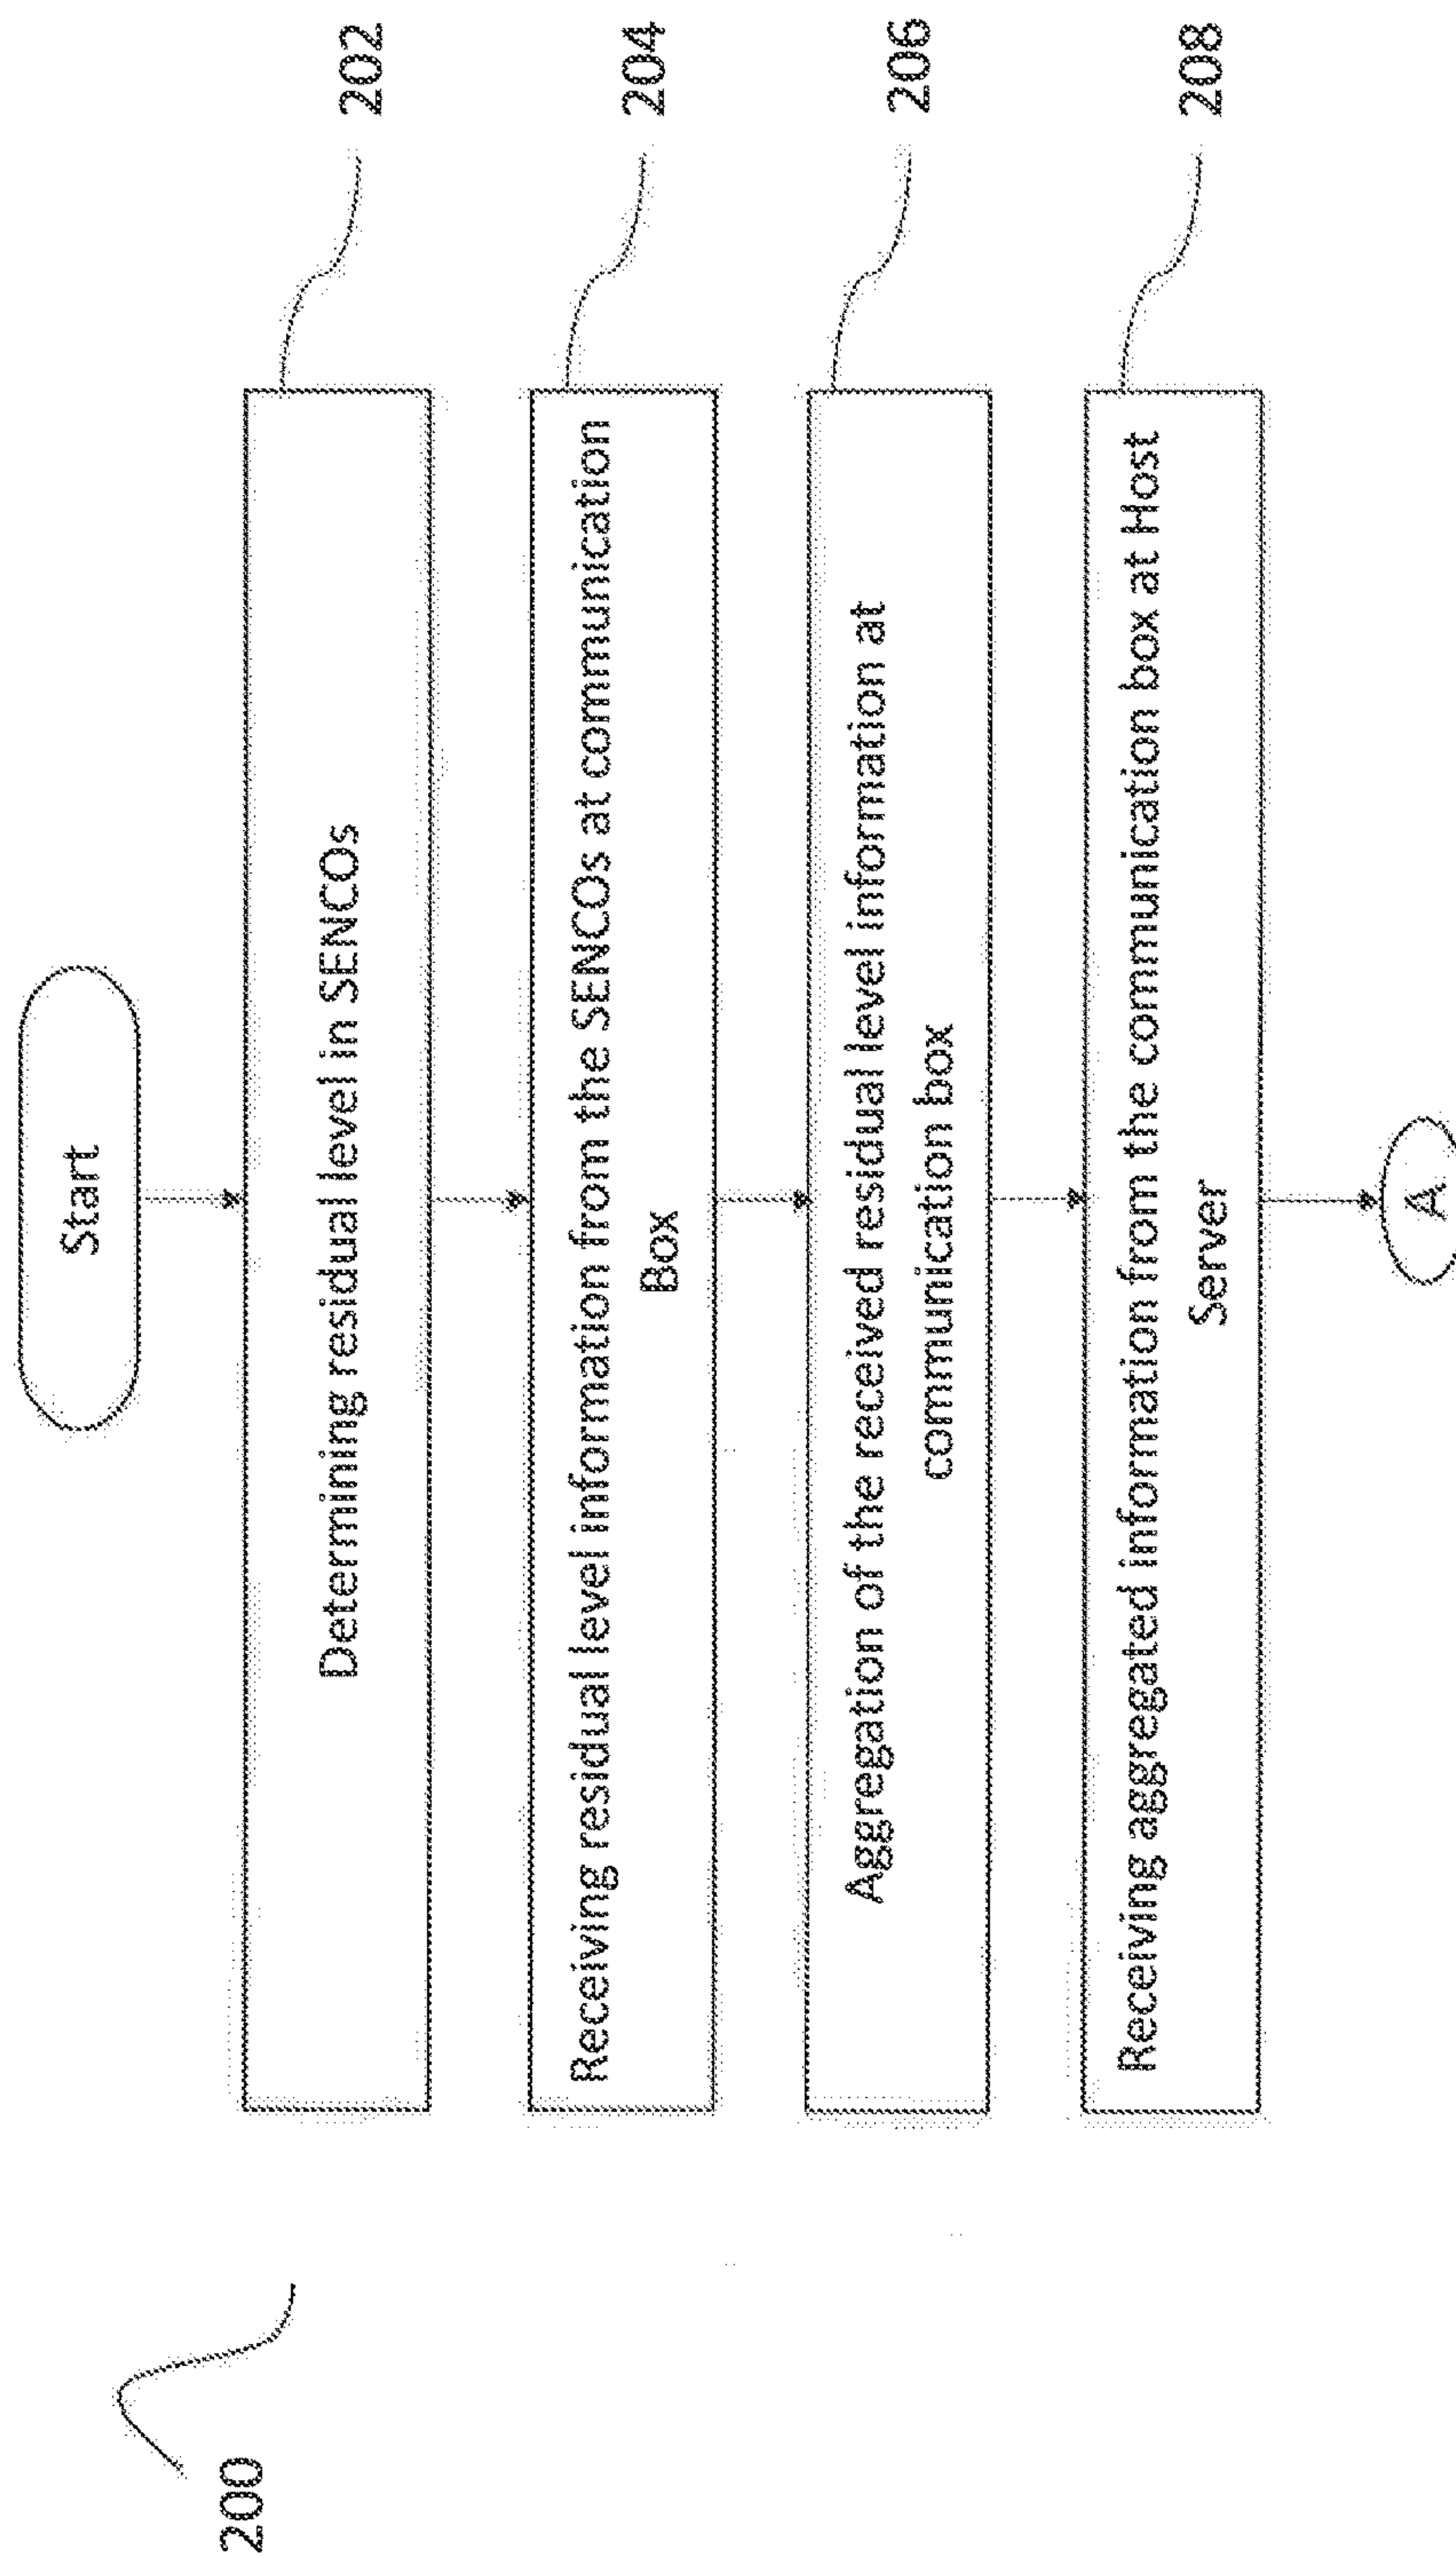 200
Start
Determining residual level in SENCOs
202
Receiving residual level information from the SENCOs at communication
Box
204
Aggregation of the received residual level information at
communication box
206
Receiving aggregated information from the communication box at Host
Server
208
A